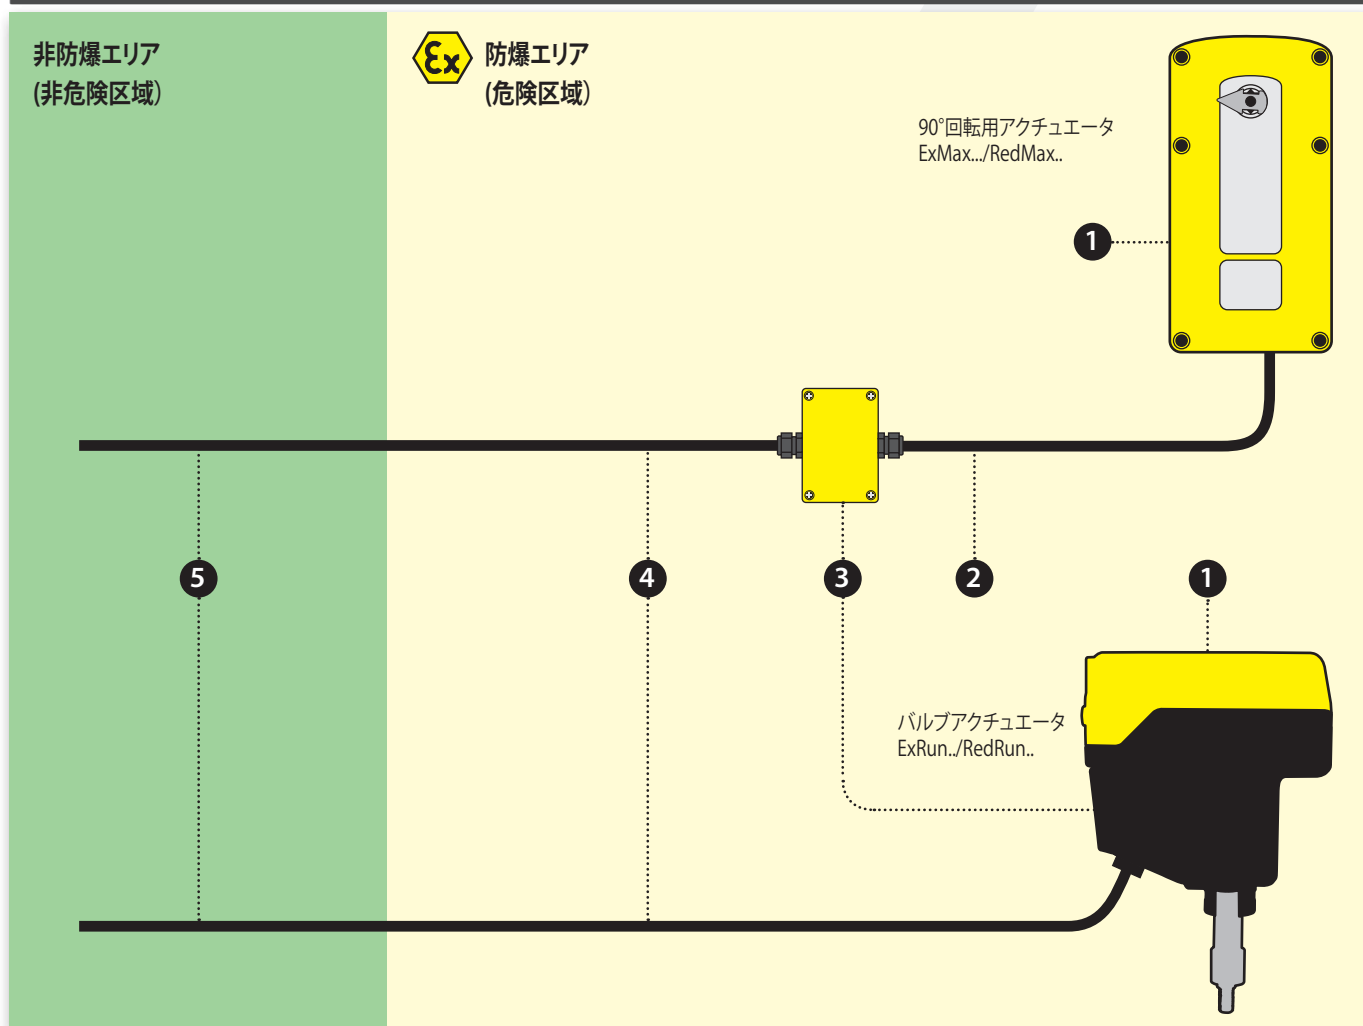 非防爆エリア
(非危険区域)
Ex
防爆エリア
(危険区域)
90°回転用アクチュエータ
ExMax.../RedMax..
1
5
4
3
2
1
バルブアクチュエータ
ExRun../RedRun..